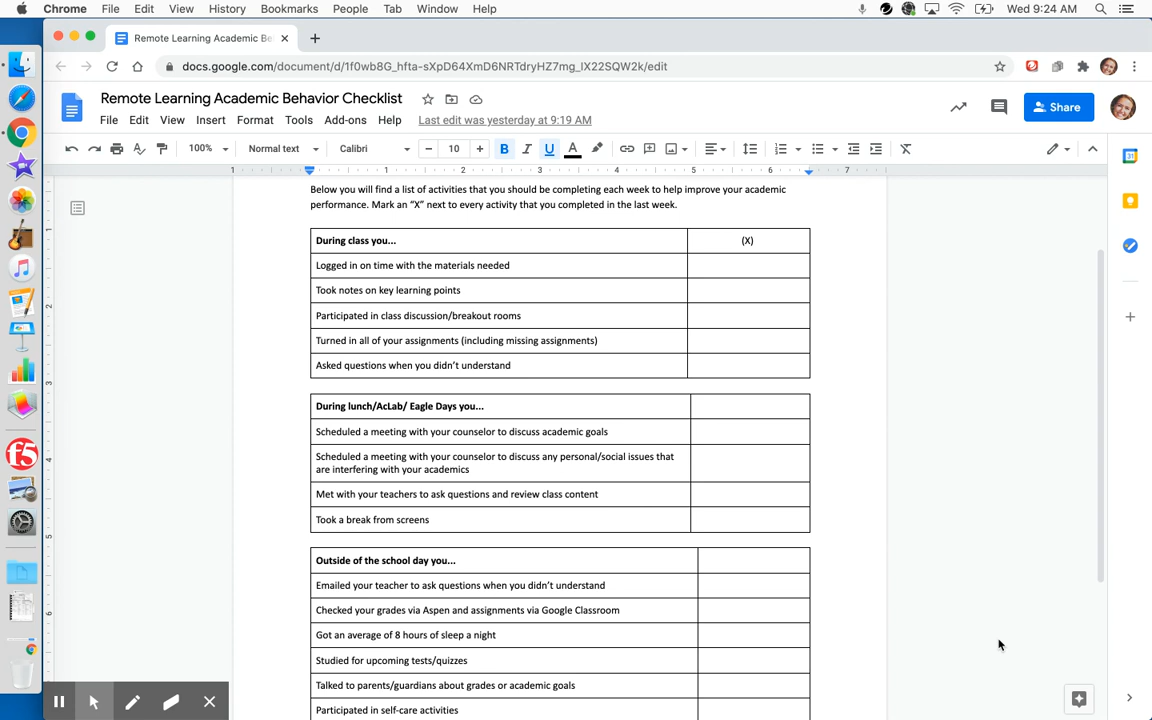 Chrome File Edit View History Bookmarks People Tab Window Help Wed 9:24 AM
Remote Learning Academic Be
docs.google.com/document/d/1f0wb8G_hfta-sXpD64XmD6NRTdryHZ7mg_IX22SQW2k/edit
Remote Learning Academic Behavior Checklist
File Edit View Insert Format Tools Add-ons Help Last edit was yesterday at 9:19 AM
Share
100% Normal text Calibri 10 B I U A
1 1 2 3 4 5 6 7
Below you will find a list of activities that you should be completing each week to help improve your academic
performance. Mark an “X” next to every activity that you completed in the last week.
During class you... (X)
Logged in on time with the materials needed
Took notes on key learning points
Participated in class discussion/breakout rooms
Turned in all of your assignments (including missing assignments)
Asked questions when you didn’t understand
During lunch/AcLab/ Eagle Days you...
Scheduled a meeting with your counselor to discuss academic goals
Scheduled a meeting with your counselor to discuss any personal/social issues that
are interfering with your academics
Met with your teachers to ask questions and review class content
Took a break from screens
Outside of the school day you...
Emailed your teacher to ask questions when you didn’t understand
Checked your grades via Aspen and assignments via Google Classroom
Got an average of 8 hours of sleep a night
Studied for upcoming tests/quizzes
Talked to parents/guardians about grades or academic goals
Participated in self-care activities